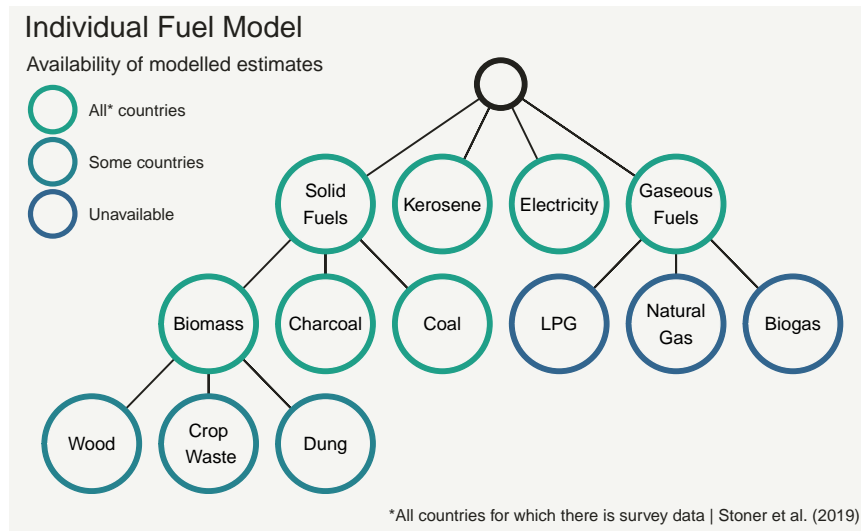 Individual Fuel Model
Availability of modelled estimates
All* countries
Some countries
Unavailable
Solid
Fuels
Kerosene
Electricity
Gaseous
Fuels
Biomass
Charcoal
Coal
LPG
Natural
Gas
Biogas
Wood
Crop
Waste
Dung
*All countries for which there is survey data | Stoner et al. (2019)